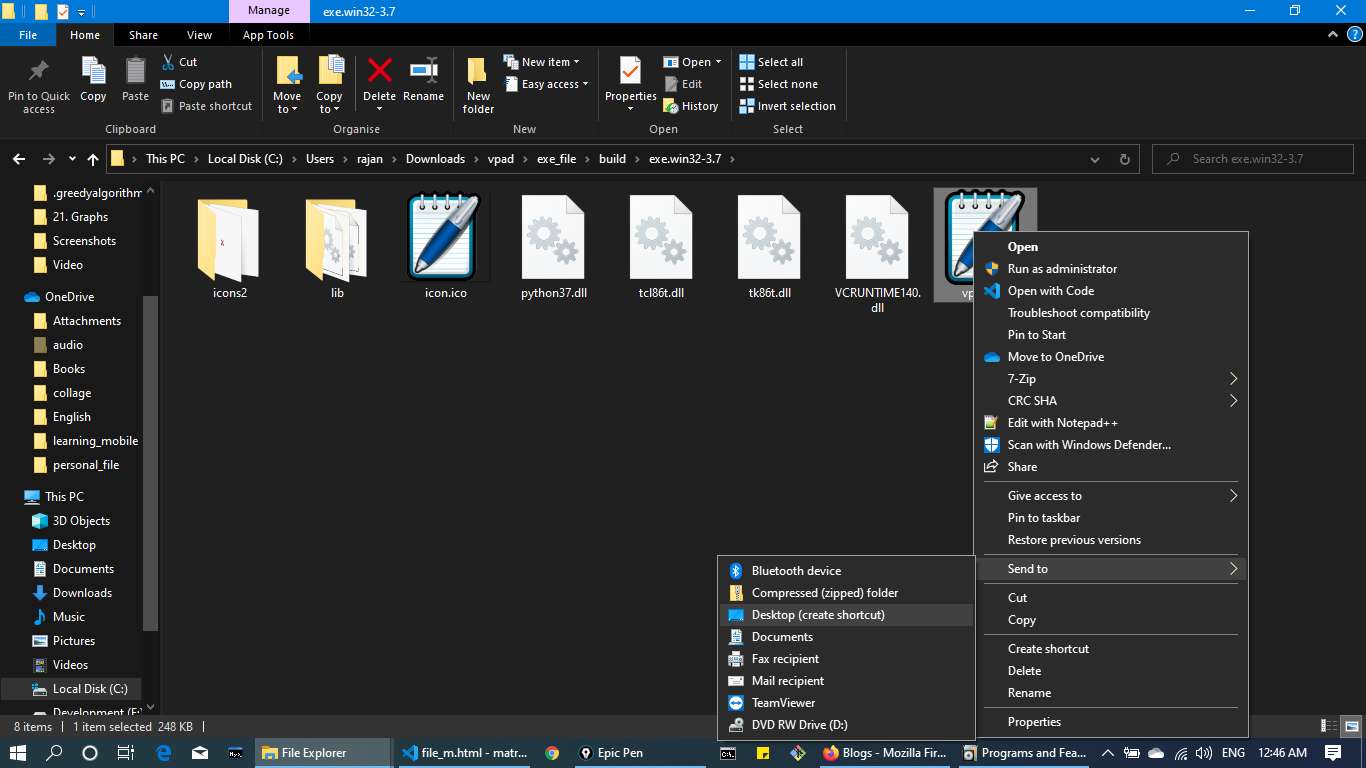 Manage
exe.win32-3.7
File
Home
Share
View
App Tools
Pin to Quick
access
Copy
Paste
Cut
Copy path
Paste shortcut
Clipboard
Move
to
Copy
to
Delete
Rename
Organise
New
folder
New item
Easy access
New
Properties
Open
Edit
History
Open
Select all
Select none
Invert selection
Select
This PC
Local Disk (C:)
Users
rajan
Downloads
vpad
exe_file
build
exe.win32-3.7
Search exe.win32-3.7
.greedyalgorithm
21. Graphs
Screenshots
Video
OneDrive
Attachments
audio
Books
collage
English
learning_mobile
personal_file
This PC
3D Objects
Desktop
Documents
Downloads
Music
Pictures
Videos
Local Disk (C:)
Development (E:
icons2
lib
icon.ico
python37.dll
tcl86t.dll
tk86t.dll
VCRUNTIME140.
dll
vp
Open
Run as administrator
Open with Code
Troubleshoot compatibility
Pin to Start
Move to OneDrive
7-Zip
CRC SHA
Edit with Notepad++
Scan with Windows Defender...
Share
Give access to
Pin to taskbar
Restore previous versions
Send to
Cut
Copy
Create shortcut
Delete
Rename
Properties
Bluetooth device
Compressed (zipped) folder
Desktop (create shortcut)
Documents
Fax recipient
Mail recipient
TeamViewer
DVD RW Drive (D:)
8 items
1 item selected 248 KB
File Explorer
file_m.html - matr...
Epic Pen
Blogs - Mozilla Fir...
Programs and Fea...
ENG
12:46 AM